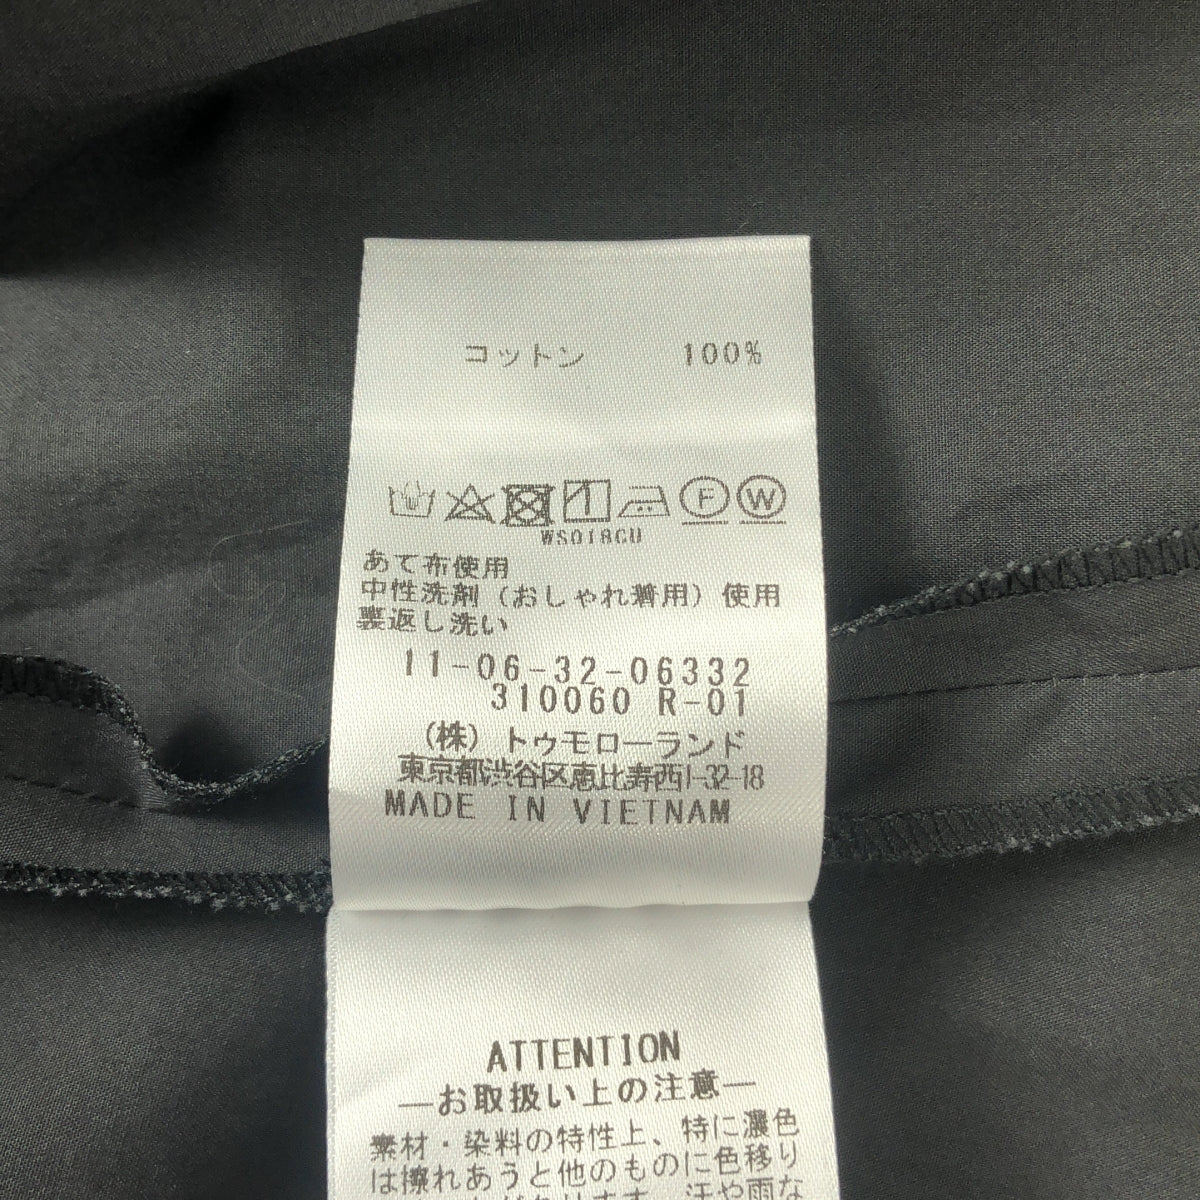 コットン 100%
F W
WS018CU
あて布使用
中性洗剤（おしゃれ着用）使用
裏返し洗い
11-06-32-06332
310060 R-01
（株）トゥモローランド
東京都渋谷区恵比寿西1-32-18
MADE IN VIETNAM
ATTENTION
―お取扱い上の注意―
素材・染料の特性上、特に濃色
は擦れあうと他のものに色移り